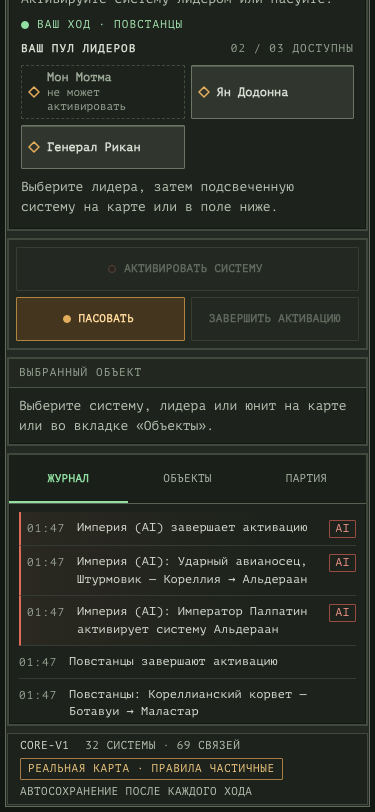 Активируйте систему лидером или пасуйте.
ВАШ ХОД · ПОВСТАНЦЫ
ВАШ ПУЛ ЛИДЕРОВ 02 / 03 ДОСТУПНЫ
Мон Мотма
не может
активировать
Ян Додонна
Генерал Рикан
Выберите лидера, затем подсвеченную
систему на карте или в поле ниже.
АКТИВИРОВАТЬ СИСТЕМУ
ПАСОВАТЬ
ЗАВЕРШИТЬ АКТИВАЦИЮ
ВЫБРАННЫЙ ОБЪЕКТ
Выберите систему, лидера или юнит на карте
или во вкладке «Объекты».
ЖУРНАЛ ОБЪЕКТЫ ПАРТИЯ
01:47 Империя (AI) завершает активацию AI
01:47 Империя (AI): Ударный авианосец, AI
Штурмовик — Кореллия → Альдераан
01:47 Империя (AI): Император Палпатин AI
активирует систему Альдераан
01:47 Повстанцы завершают активацию
01:47 Повстанцы: Кореллианский корвет —
Ботавуи → Маластар
CORE-V1 32 СИСТЕМЫ · 69 СВЯЗЕЙ
РЕАЛЬНАЯ КАРТА · ПРАВИЛА ЧАСТИЧНЫЕ
АВТОСОХРАНЕНИЕ ПОСЛЕ КАЖДОГО ХОДА